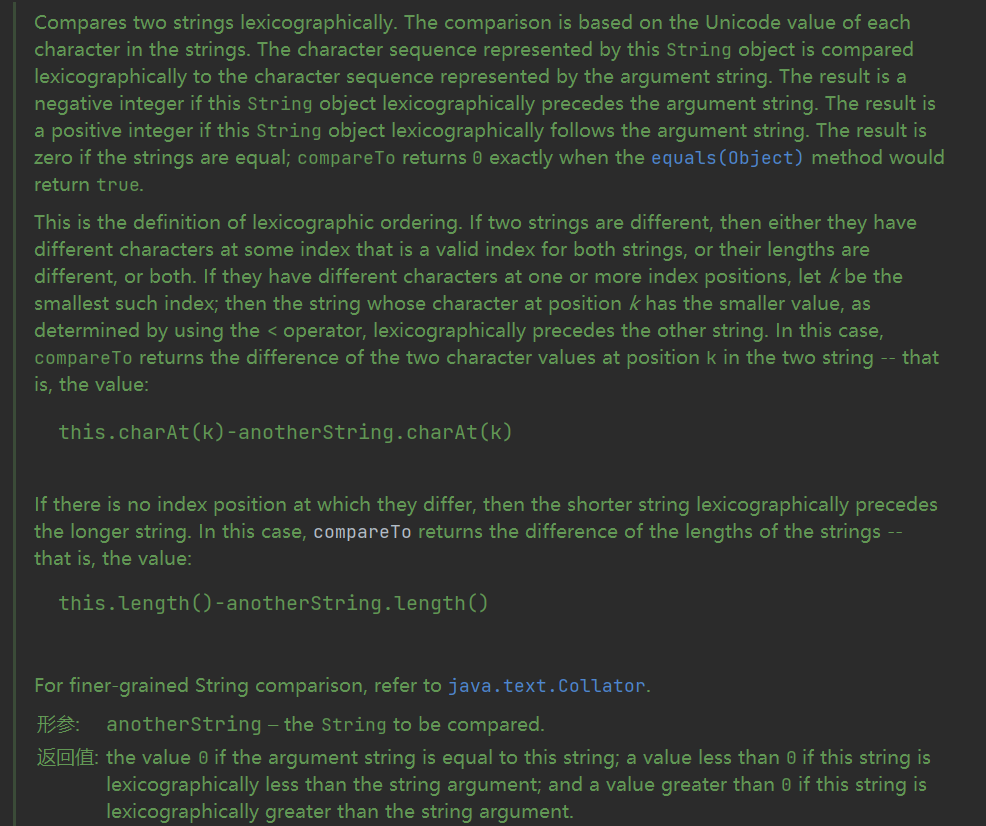 Compares two strings lexicographically. The comparison is based on the Unicode value of each
character in the strings. The character sequence represented by this String object is compared
lexicographically to the character sequence represented by the argument string. The result is a
negative integer if this String object lexicographically precedes the argument string. The result is
a positive integer if this String object lexicographically follows the argument string. The result is
zero if the strings are equal; compareTo returns 0 exactly when the equals(Object) method would
return true.
This is the definition of lexicographic ordering. If two strings are different, then either they have
different characters at some index that is a valid index for both strings, or their lengths are
different, or both. If they have different characters at one or more index positions, let k be the
smallest such index; then the string whose character at position k has the smaller value, as
determined by using the < operator, lexicographically precedes the other string. In this case,
compareTo returns the difference of the two character values at position k in the two string -- that
is, the value:
this.charAt(k)-anotherString.charAt(k)
If there is no index position at which they differ, then the shorter string lexicographically precedes
the longer string. In this case, compareTo returns the difference of the lengths of the strings --
that is, the value:
this.length()-anotherString.length()
For finer-grained String comparison, refer to java.text.Collator.
形参: anotherString – the String to be compared.
返回值: the value 0 if the argument string is equal to this string; a value less than 0 if this string is
lexicographically less than the string argument; and a value greater than 0 if this string is
lexicographically greater than the string argument.